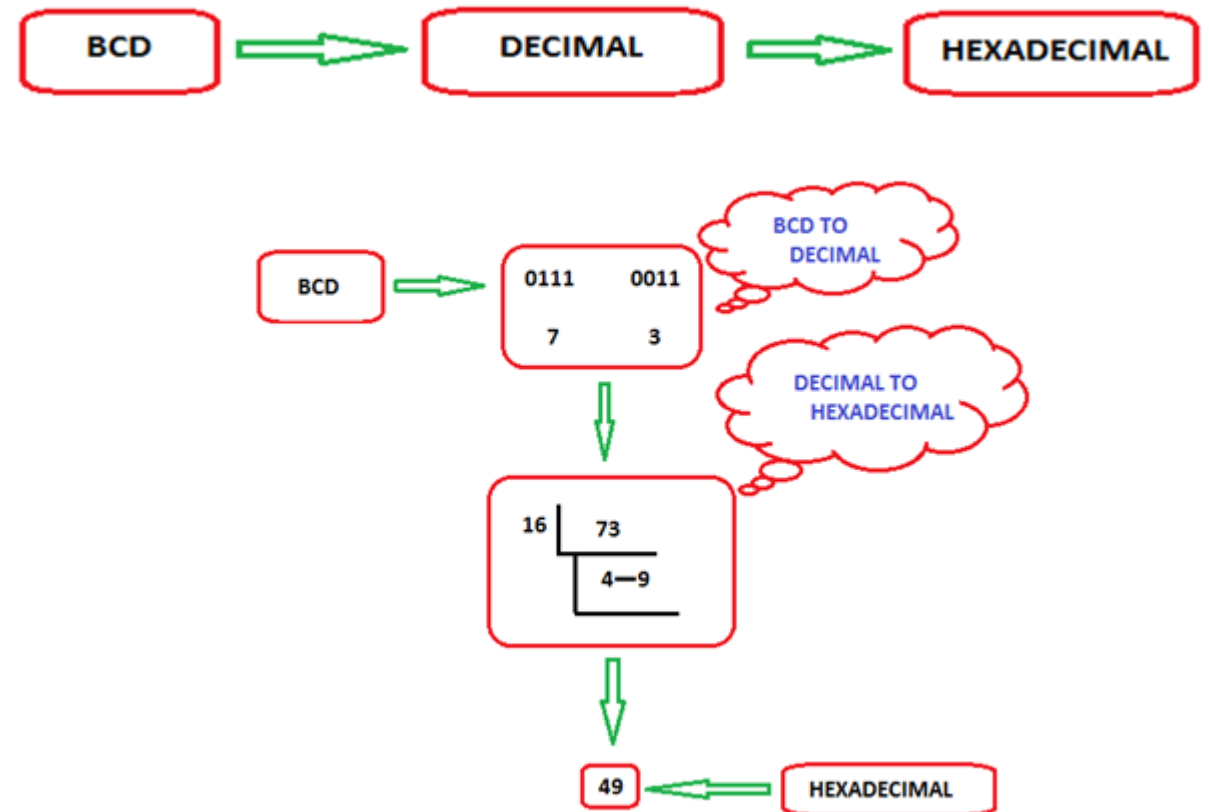 BCD DECIMAL HEXADECIMAL
BCD TO
DECIMAL
BCD
0111 0011
7 3
DECIMAL TO
HEXADECIMAL
16 73
4—9
49
HEXADECIMAL